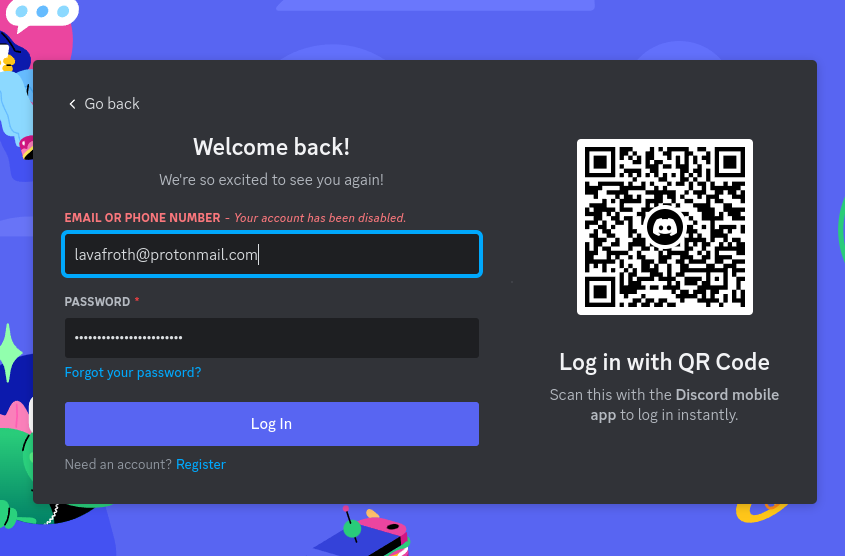 Go back
Welcome back!
We're so excited to see you again!
EMAIL OR PHONE NUMBER - Your account has been disabled.
lavafroth@protonmail.com
PASSWORD *
••••••••••••••••••••••••
Forgot your password?
Log In
Need an account? Register
Log in with QR Code
Scan this with the Discord mobile
app to log in instantly.